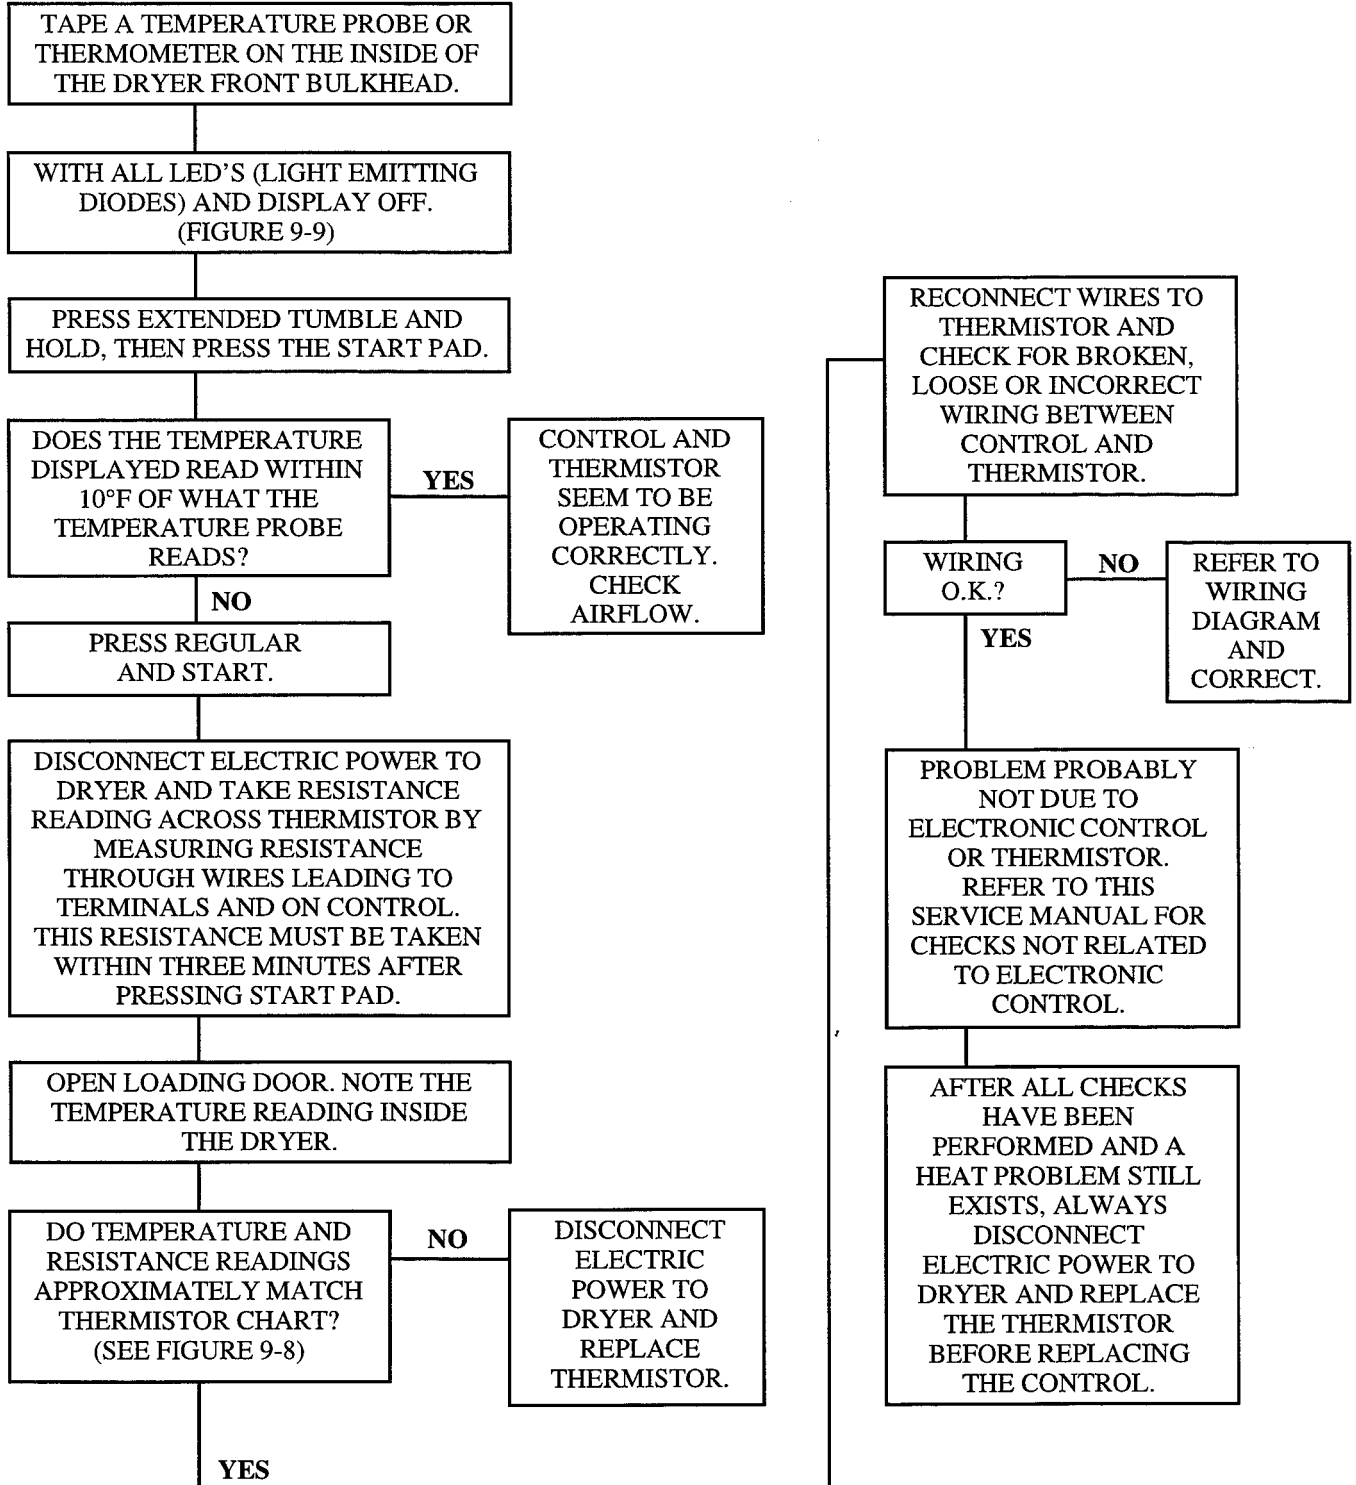 TAPE A TEMPERATURE PROBE OR
THERMOMETER ON THE INSIDE OF
THE DRYER FRONT BULKHEAD.
WITH ALL LED'S (LIGHT EMITTING
DIODES) AND DISPLAY OFF.
(FIGURE 9-9)
PRESS EXTENDED TUMBLE AND
HOLD, THEN PRESS THE START PAD.
DOES THE TEMPERATURE
DISPLAYED READ WITHIN
10°F OF WHAT THE
TEMPERATURE PROBE
READS?
YES
CONTROL AND
THERMISTOR
SEEM TO BE
OPERATING
CORRECTLY.
CHECK
AIRFLOW.
NO
PRESS REGULAR
AND START.
DISCONNECT ELECTRIC POWER TO
DRYER AND TAKE RESISTANCE
READING ACROSS THERMISTOR BY
MEASURING RESISTANCE
THROUGH WIRES LEADING TO
TERMINALS AND ON CONTROL.
THIS RESISTANCE MUST BE TAKEN
WITHIN THREE MINUTES AFTER
PRESSING START PAD.
OPEN LOADING DOOR. NOTE THE
TEMPERATURE READING INSIDE
THE DRYER.
DO TEMPERATURE AND
RESISTANCE READINGS
APPROXIMATELY MATCH
THERMISTOR CHART?
(SEE FIGURE 9-8)
NO
DISCONNECT
ELECTRIC
POWER TO
DRYER AND
REPLACE
THERMISTOR.
YES
RECONNECT WIRES TO
THERMISTOR AND
CHECK FOR BROKEN,
LOOSE OR INCORRECT
WIRING BETWEEN
CONTROL AND
THERMISTOR.
WIRING
O.K.?
NO
REFER TO
WIRING
DIAGRAM
AND
CORRECT.
YES
PROBLEM PROBABLY
NOT DUE TO
ELECTRONIC CONTROL
OR THERMISTOR.
REFER TO THIS
SERVICE MANUAL FOR
CHECKS NOT RELATED
TO ELECTRONIC
CONTROL.
AFTER ALL CHECKS
HAVE BEEN
PERFORMED AND A
HEAT PROBLEM STILL
EXISTS, ALWAYS
DISCONNECT
ELECTRIC POWER TO
DRYER AND REPLACE
THE THERMISTOR
BEFORE REPLACING
THE CONTROL.